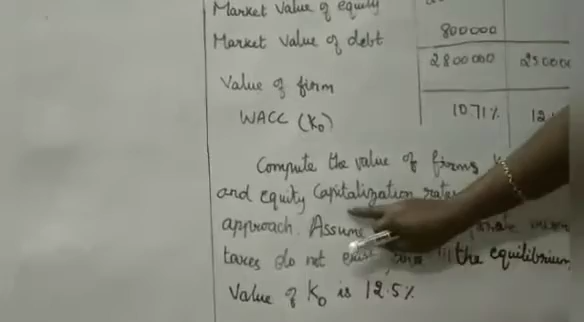 Market Value of equity
Market Value of debt 800000
2800000 250000
Value of firm
WACC (K₀) 10.71% 12.
Compute the value of firms
and equity Capitalization rates
approach. Assume
taxes do not exist the equilibrium
Value of K₀ is 12.5%